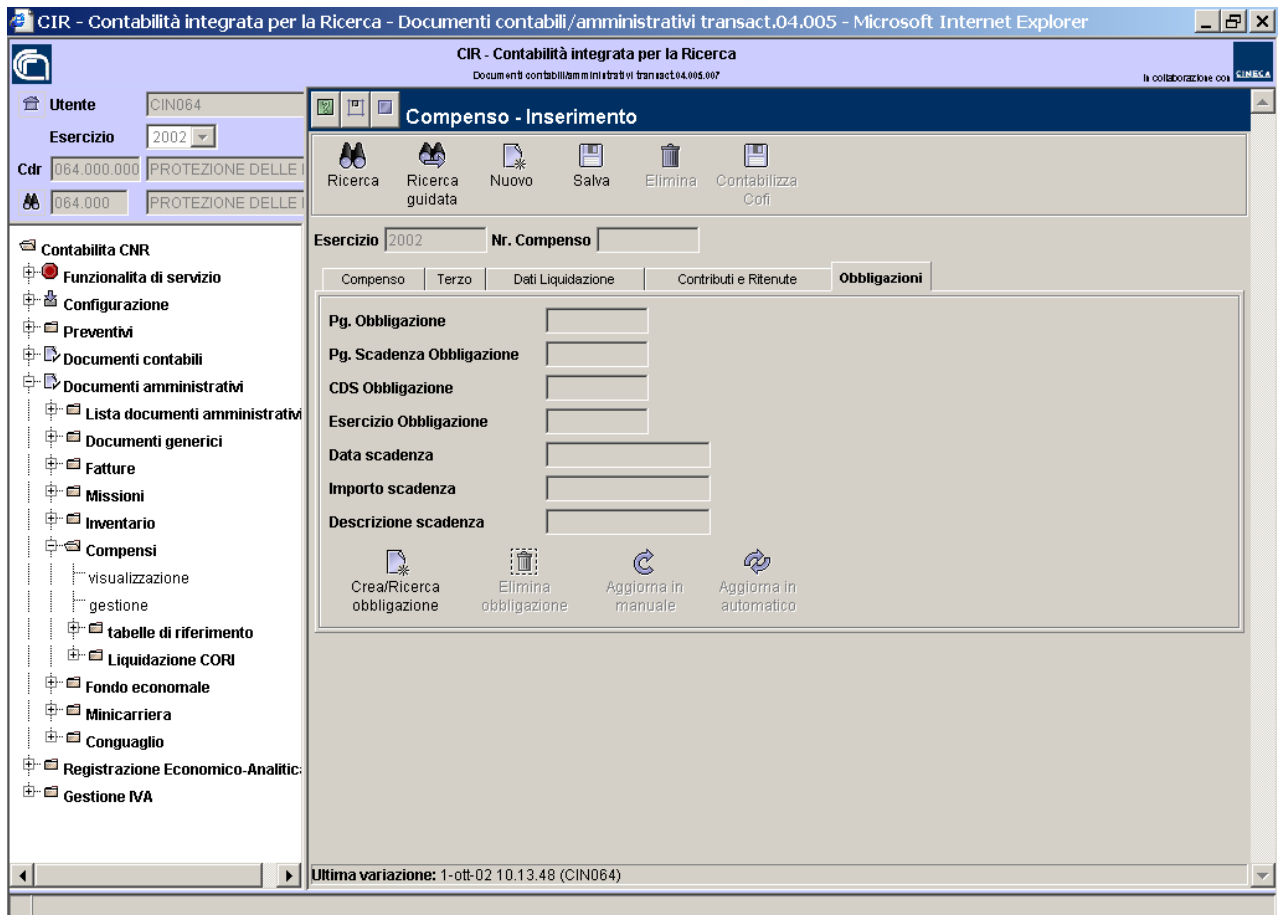 CIR - Contabilità integrata per la Ricerca - Documenti contabili/amministrativi transact.04.005 - Microsoft Internet Explorer
CIR - Contabilità integrata per la Ricerca
Documenti contabili/amministrativi transact.04.005.007
In collaborazione con CINECA
Utente CIN064
Esercizio 2002
Cdr 064.000.000 PROTEZIONE DELLE I
064.000 PROTEZIONE DELLE I
Contabilita CNR
Funzionalita di servizio
Configurazione
Preventivi
Documenti contabili
Documenti amministrativi
Lista documenti amministrativi
Documenti generici
Fatture
Missioni
Inventario
Compensi
visualizzazione
gestione
tabelle di riferimento
Liquidazione CORI
Fondo economale
Minicarriera
Conguaglio
Registrazione Economico-Analitic
Gestione IVA
Compenso - Inserimento
Ricerca
Ricerca guidata
Nuovo
Salva
Elimina
Contabilizza Cofi
Esercizio 2002 Nr. Compenso
Compenso Terzo Dati Liquidazione Contributi e Ritenute Obbligazioni
Pg. Obbligazione
Pg. Scadenza Obbligazione
CDS Obbligazione
Esercizio Obbligazione
Data scadenza
Importo scadenza
Descrizione scadenza
Crea/Ricerca obbligazione
Elimina obbligazione
Aggiorna in manuale
Aggiorna in automatico
Ultima variazione: 1-ott-02 10.13.48 (CIN064)